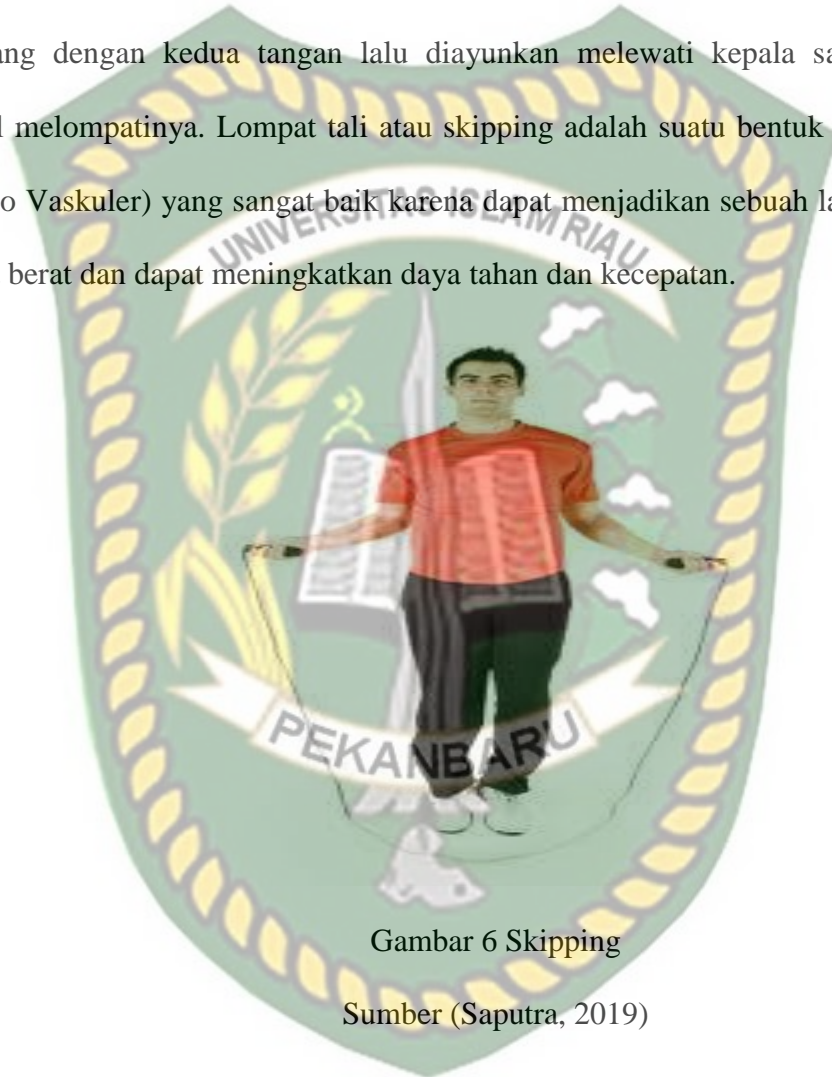 ang dengan kedua tangan lalu diayunkan melewati kepala sa
l melompatinya. Lompat tali atau skipping adalah suatu bentuk
o Vaskuler) yang sangat baik karena dapat menjadikan sebuah la
berat dan dapat meningkatkan daya tahan dan kecepatan.
UNIVERSITAS ISLAM RIAU
PEKANBARU
Gambar 6 Skipping
Sumber (Saputra, 2019)